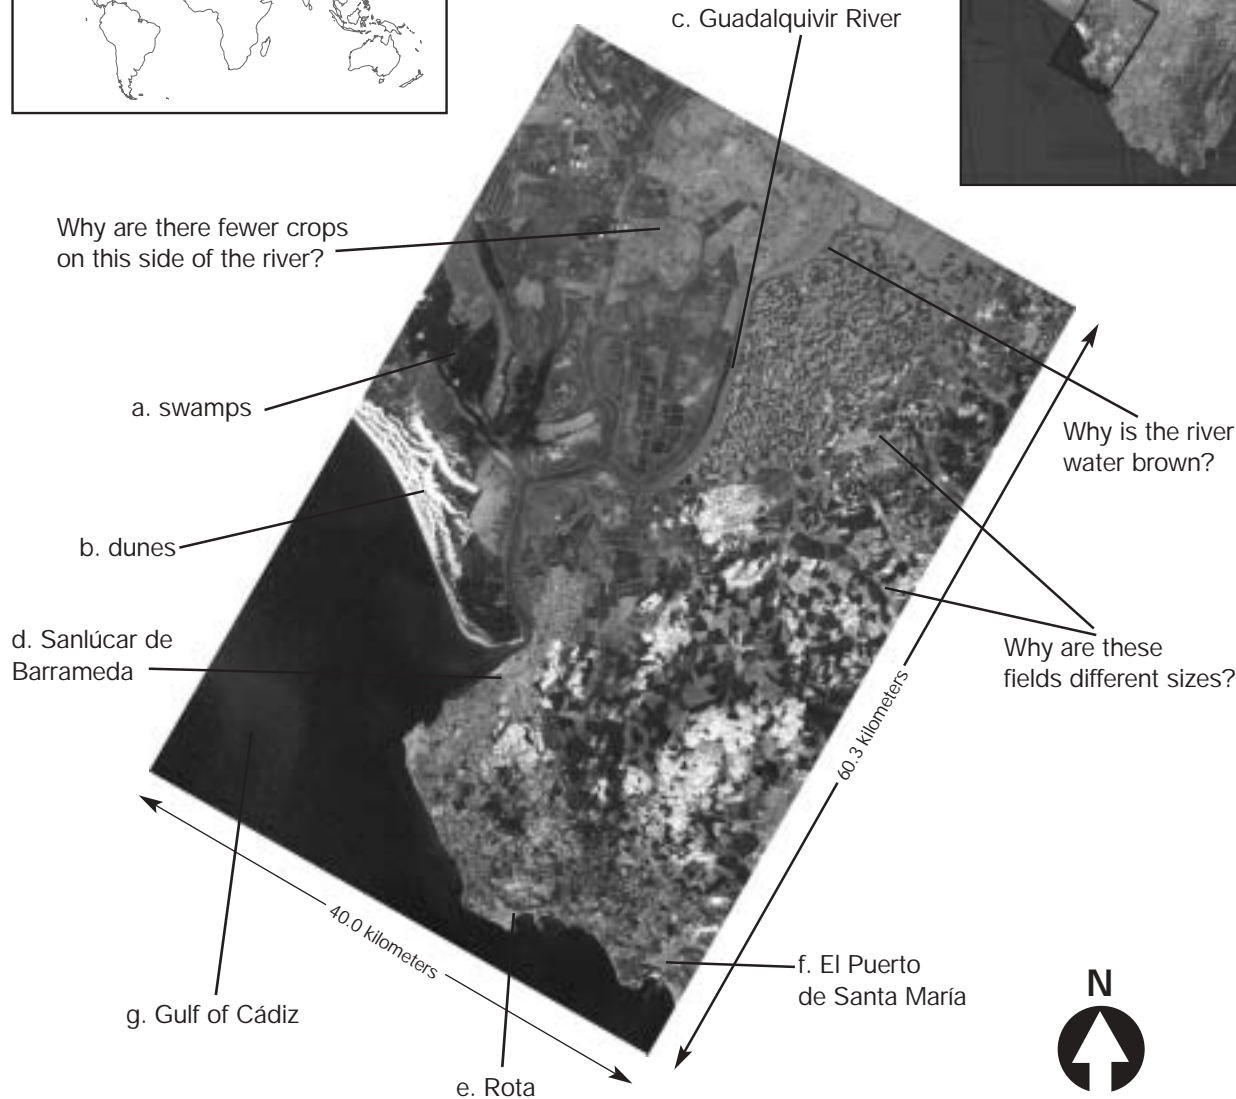 c. Guadalquivir River
Why are there fewer crops
on this side of the river?
a. swamps
Why is the river
water brown?
b. dunes
d. Sanlúcar de
Barrameda
Why are these
fields different sizes?
60.3 kilometers
40.0 kilometers
f. El Puerto
de Santa María
N
g. Gulf of Cádiz
e. Rota